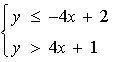 y ≤ −4x + 2
y > 4x + 1